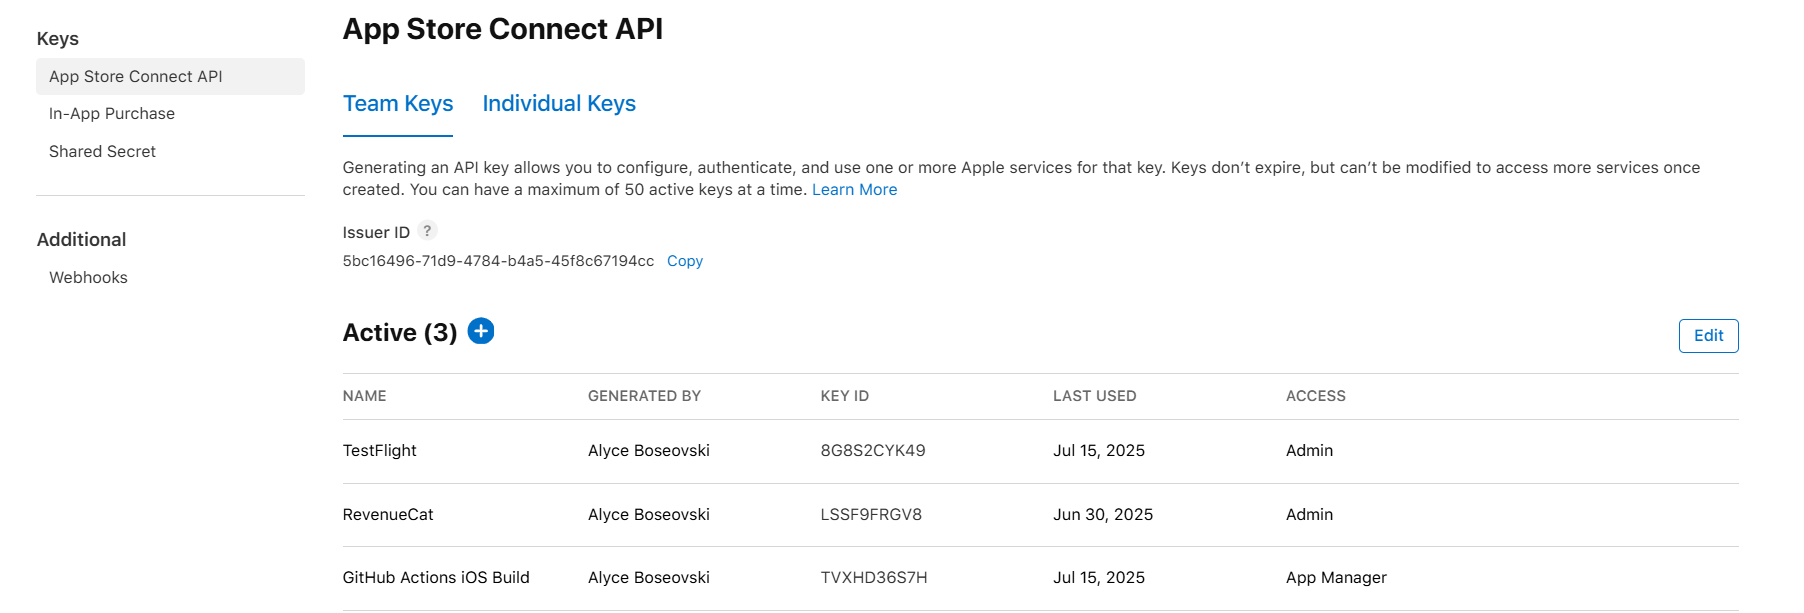 Keys
App Store Connect API
In-App Purchase
Shared Secret
Additional
Webhooks
App Store Connect API
Team Keys Individual Keys
Generating an API key allows you to configure, authenticate, and use one or more Apple services for that key. Keys don’t expire, but can’t be modified to access more services once
created. You can have a maximum of 50 active keys at a time. Learn More
Issuer ID ?
5bc16496-71d9-4784-b4a5-45f8c67194cc Copy
Active (3) +
Edit
NAME GENERATED BY KEY ID LAST USED ACCESS
TestFlight Alyce Boseovski 8G8S2CYK49 Jul 15, 2025 Admin
RevenueCat Alyce Boseovski LSSF9FRGV8 Jun 30, 2025 Admin
GitHub Actions iOS Build Alyce Boseovski TVXHD36S7H Jul 15, 2025 App Manager